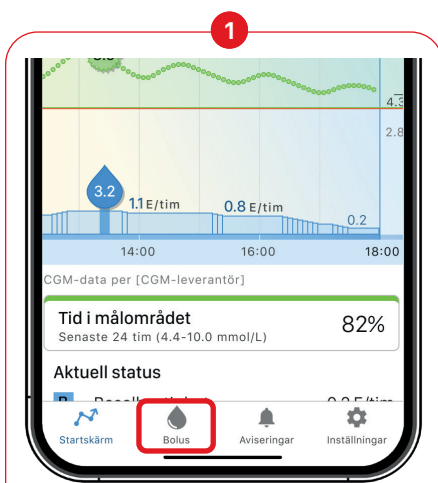 1
4.3
2.8
3.2
1.1 E/tim
0.8 E/tim
0.2
14:00
16:00
18:00
CGM-data per [CGM-leverantör]
Tid i målområdet
82%
Senaste 24 tim (4.4-10.0 mmol/L)
Aktuell status
B
Startskärm
Bolus
Aviseringar
Inställningar